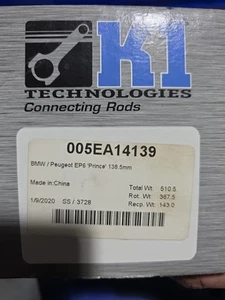 K1
TECHNOLOGIES
Connecting Rods
005EA14139
BMW / Peugeot EP6 'Prince' 138.5mm
Made in:China
Total Wt: 510.5
Rot. Wt: 367.5
Recp. Wt: 143.0
1/9/2020 SS / 3728